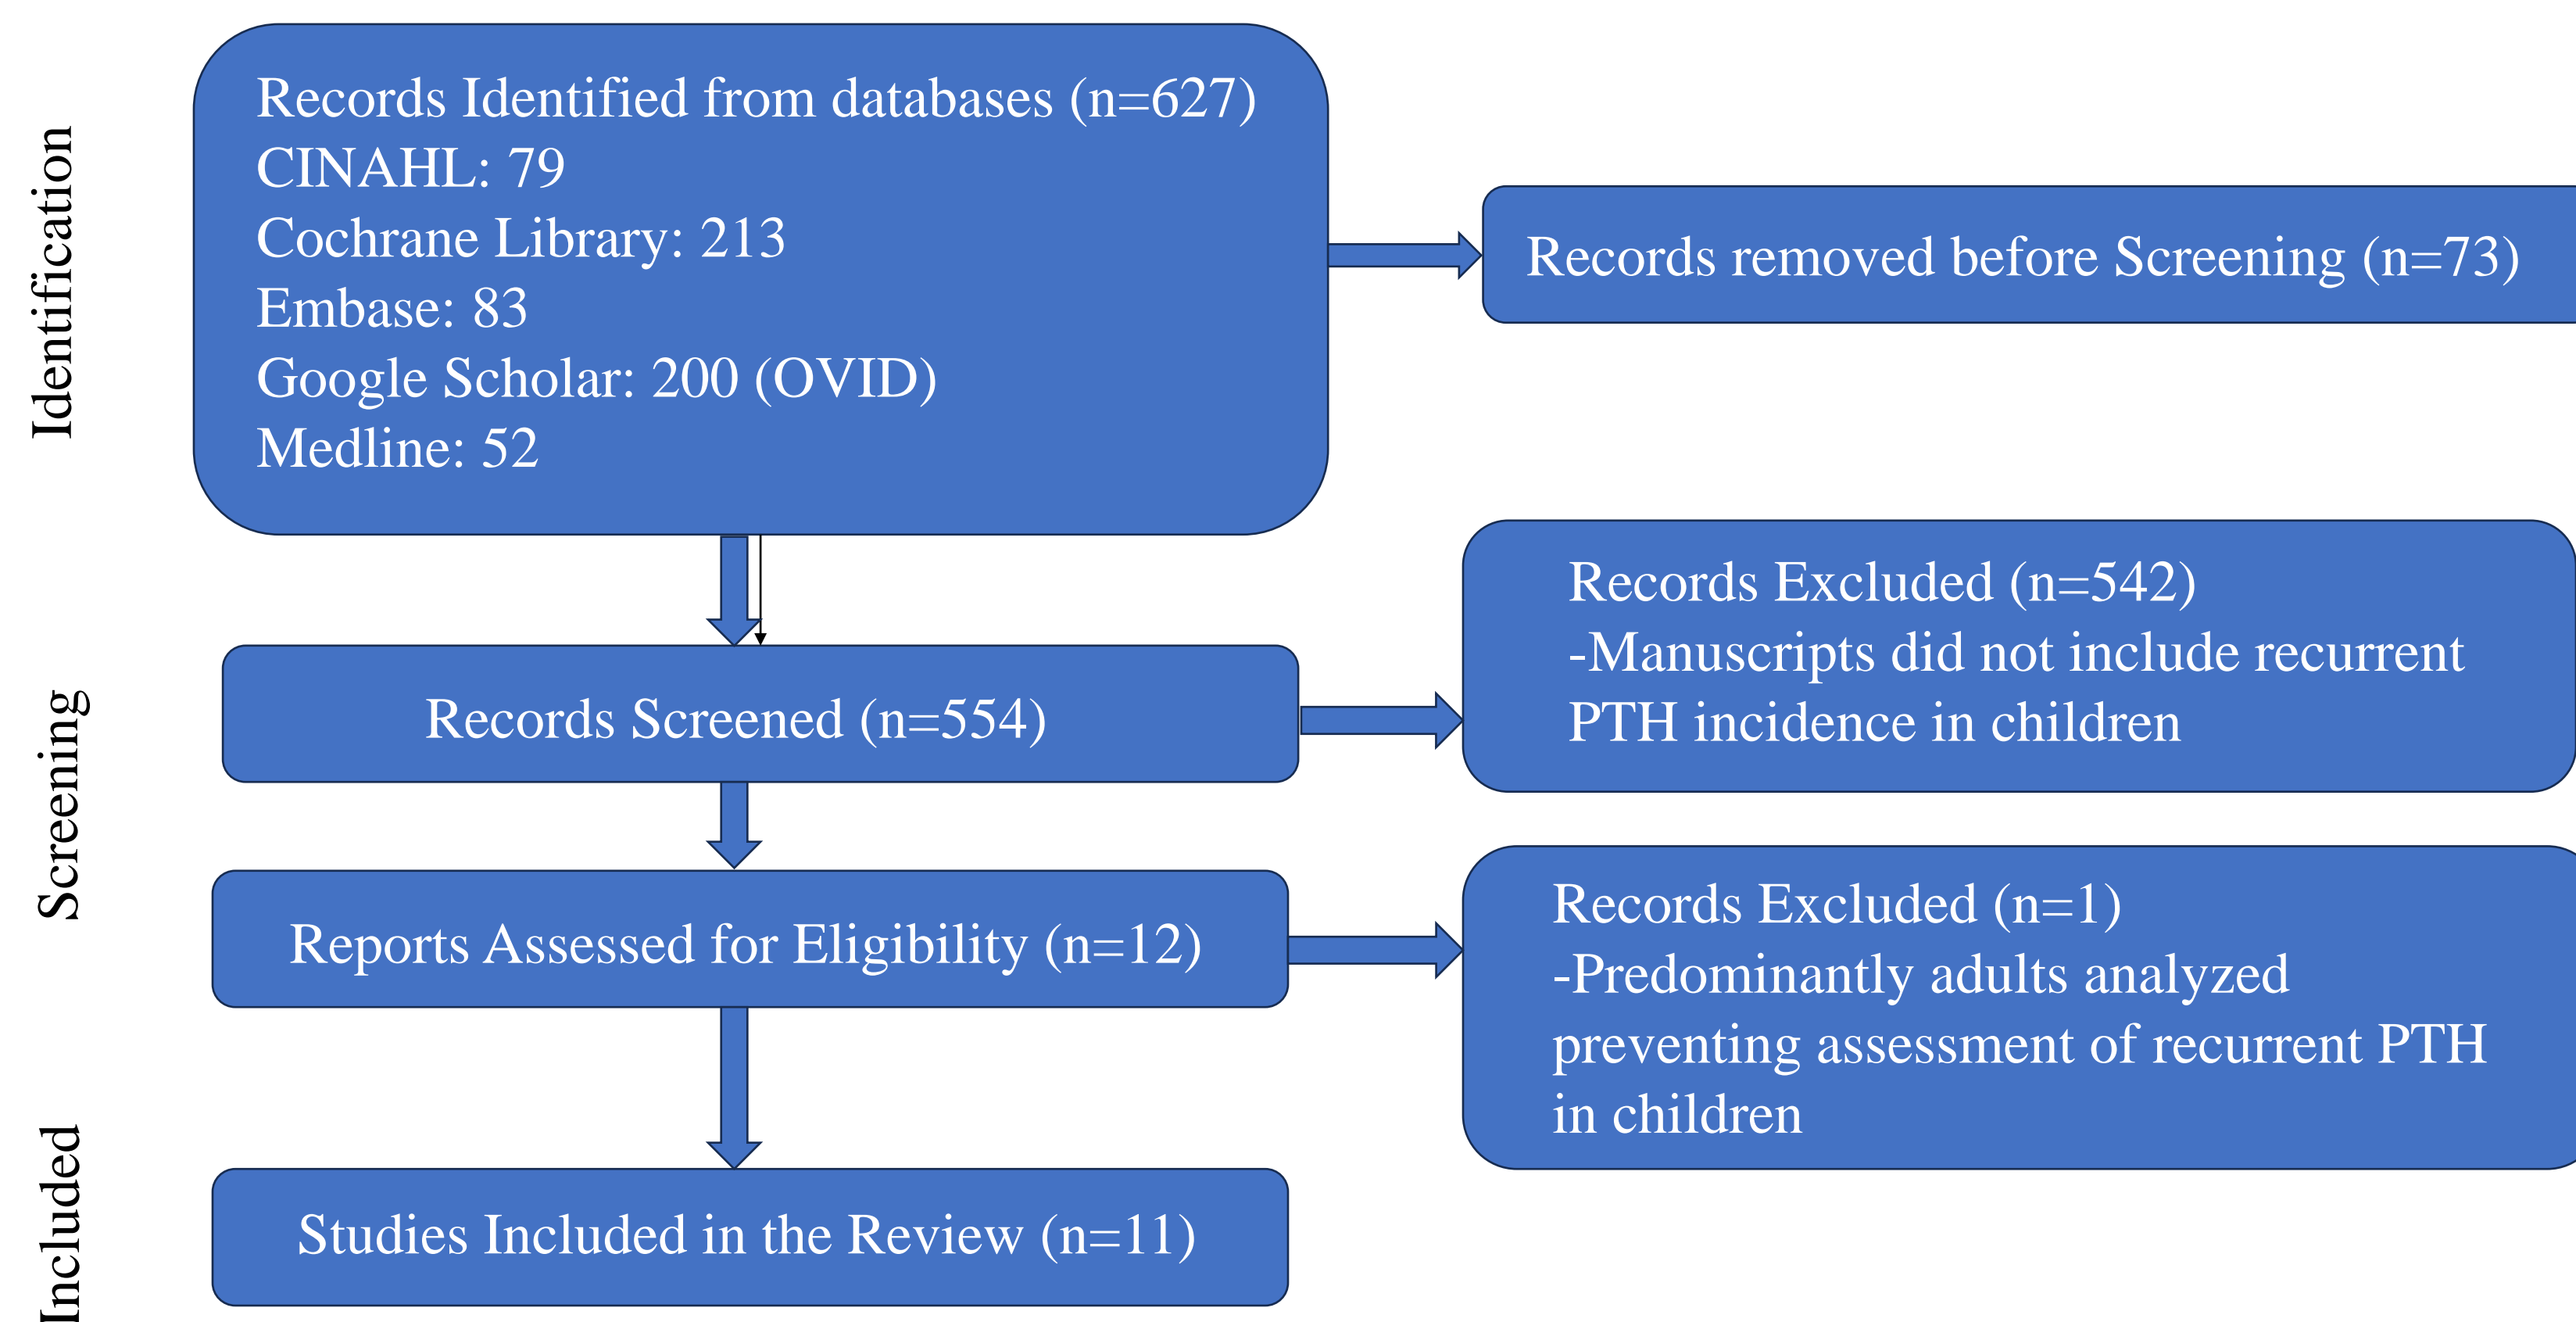 Identification
Records Identified from databases (n=627)
CINAHL: 79
Cochrane Library: 213
Embase: 83
Google Scholar: 200 (OVID)
Medline: 52
Records removed before Screening (n=73)
Screening
Records Screened (n=554)
Records Excluded (n=542)
-Manuscripts did not include recurrent
PTH incidence in children
Reports Assessed for Eligibility (n=12)
Records Excluded (n=1)
-Predominantly adults analyzed
preventing assessment of recurrent PTH
in children
Included
Studies Included in the Review (n=11)